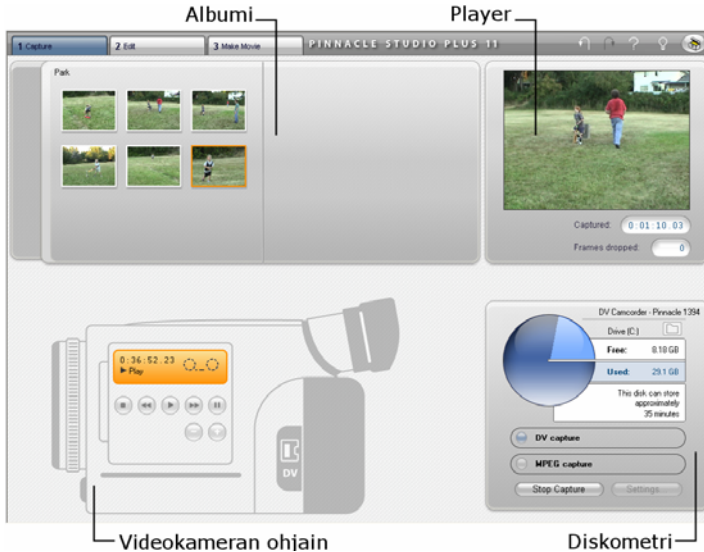 Albumi
Player
1 Capture
2 Edit
3 Make Movie
PINNACLE STUDIO PLUS 11
?
Park
Captured: 0:01:10.03
Frames dropped: 0
0:36:52.23
Play
DV
DV Camcorder - Pinnacle 1394
Drive (C:)
Free: 8.18 GB
Used: 29.1 GB
This disk can store
approximately
35 minutes
DV capture
MPEG capture
Stop Capture
Settings
Videokameran ohjain
Diskometri